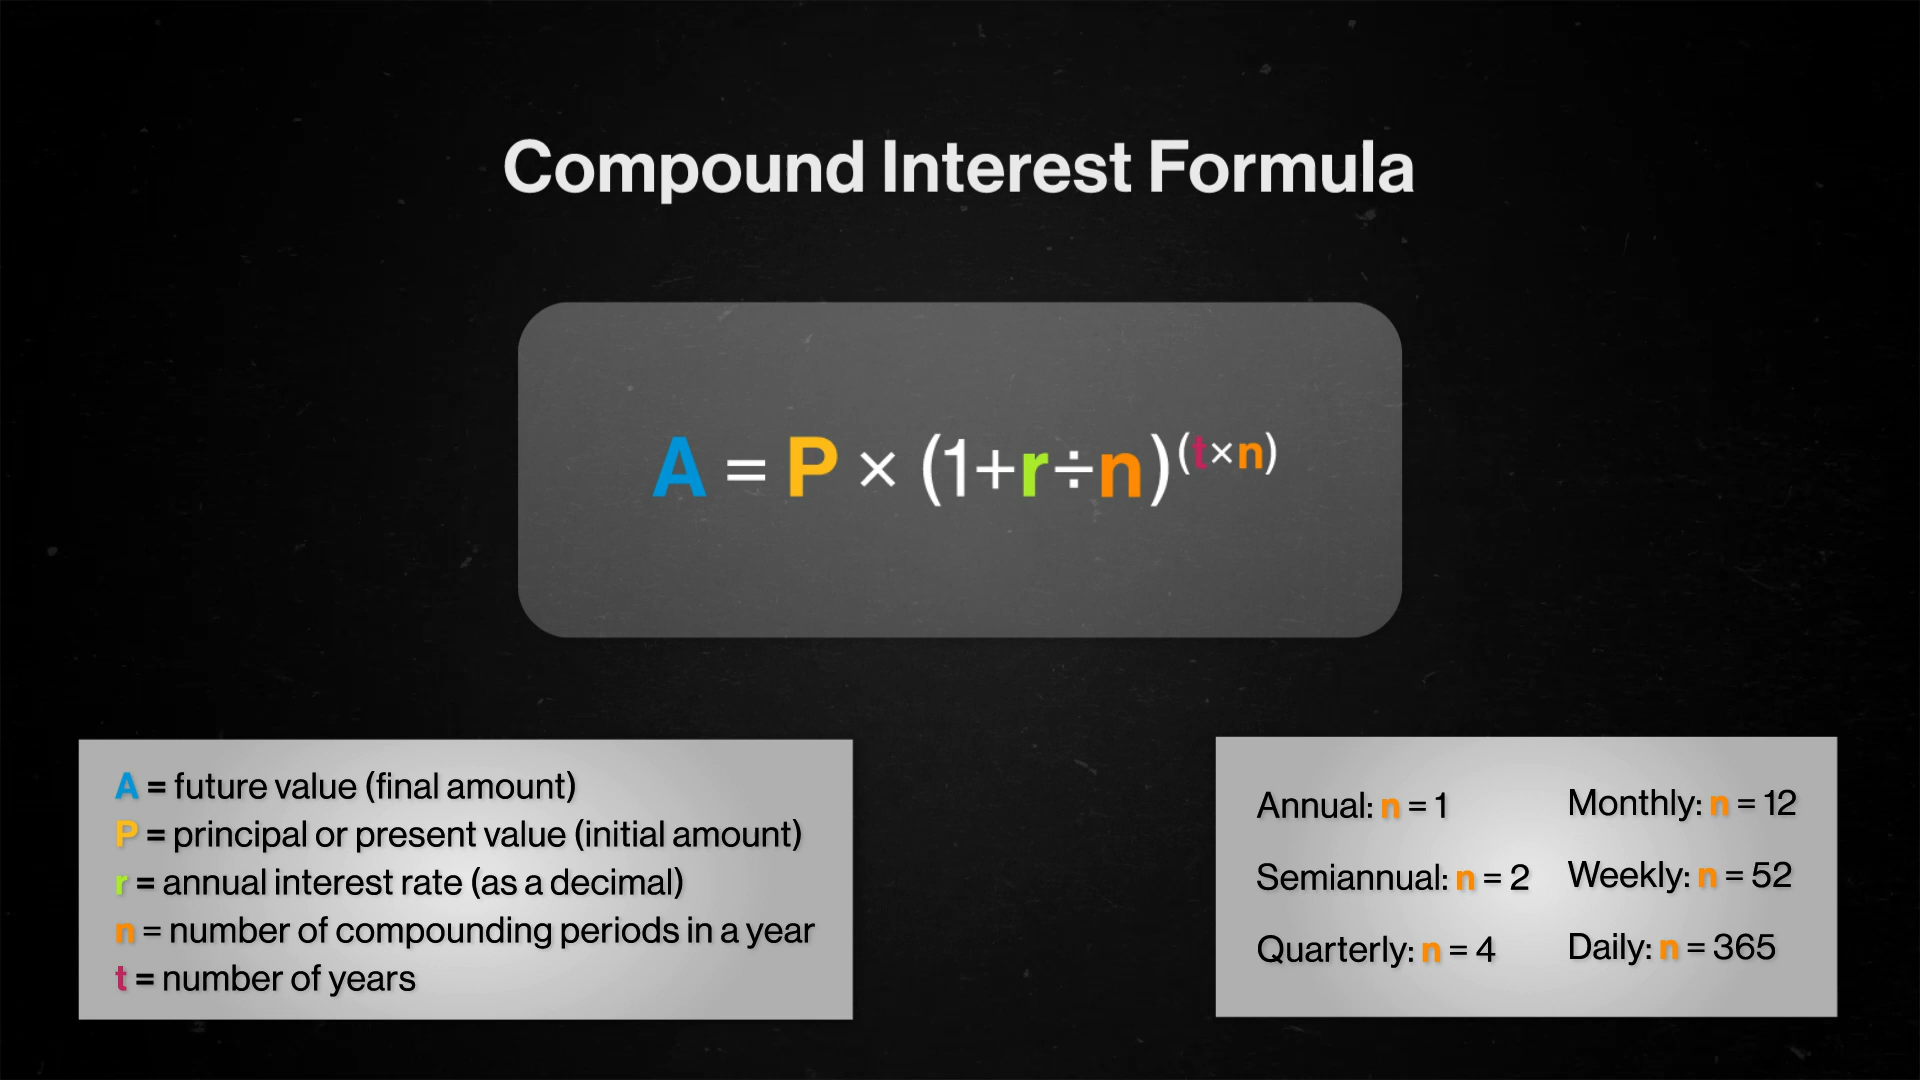 Compound Interest Formula
A = P × (1+r÷n)^(t×n)
A = future value (final amount)
P = principal or present value (initial amount)
r = annual interest rate (as a decimal)
n = number of compounding periods in a year
t = number of years
Annual: n = 1
Semiannual: n = 2
Quarterly: n = 4
Monthly: n = 12
Weekly: n = 52
Daily: n = 365